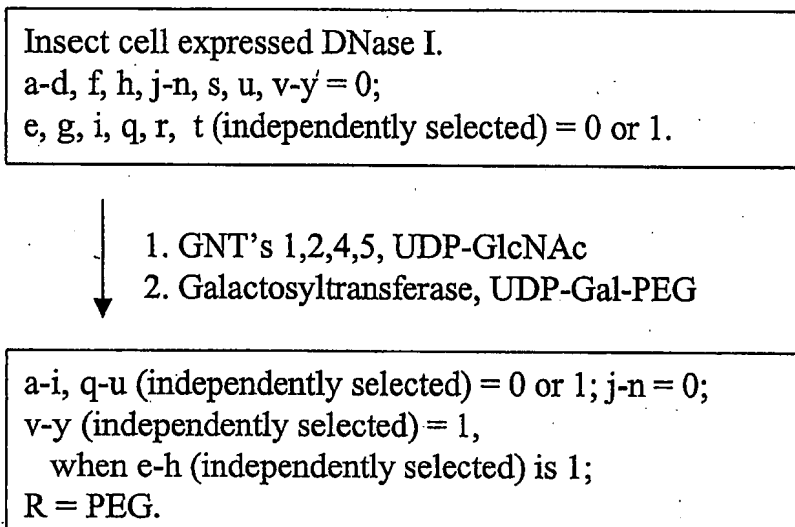 Insect cell expressed DNase I.
a-d, f, h, j-n, s, u, v-y = 0;
e, g, i, q, r, t (independently selected) = 0 or 1.
1. GNT's 1,2,4,5, UDP-GlcNAc
2. Galactosyltransferase, UDP-Gal-PEG
a-i, q-u (independently selected) = 0 or 1; j-n = 0;
v-y (independently selected) = 1,
when e-h (independently selected) is 1;
R = PEG.